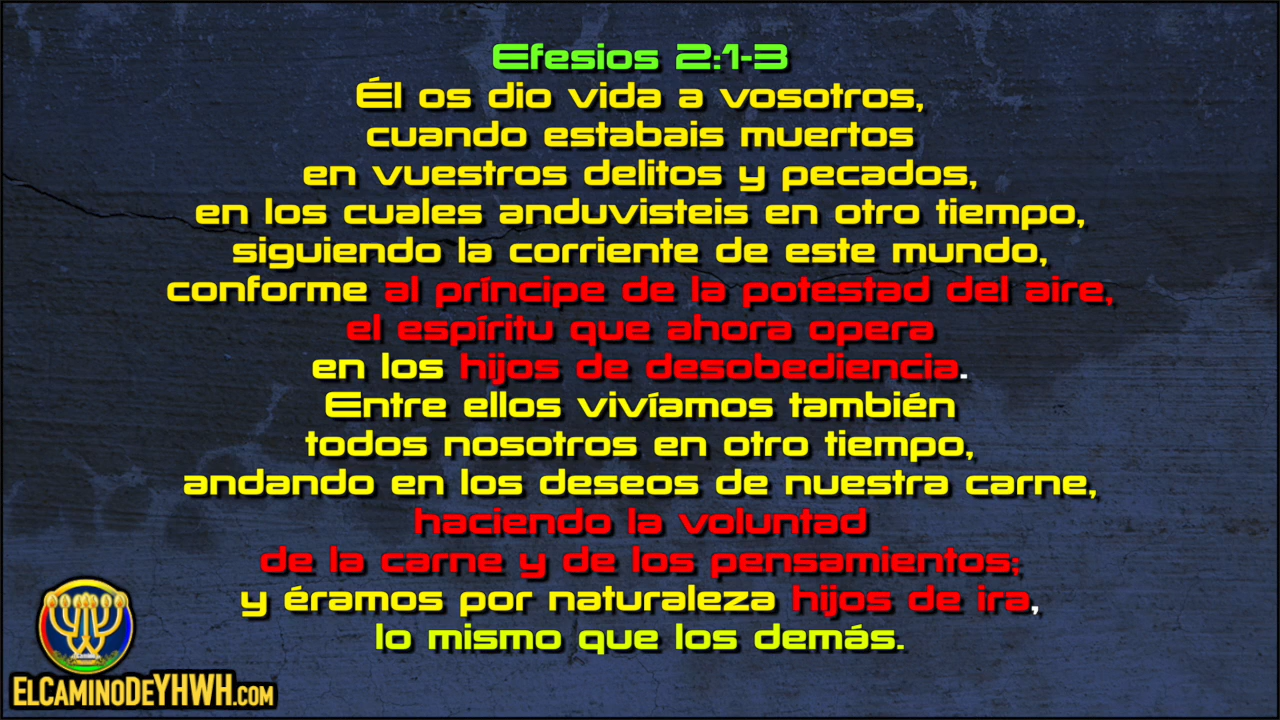 Efesios 2:1-3
Él os dio vida a vosotros,
cuando estabais muertos
en vuestros delitos y pecados,
en los cuales anduvisteis en otro tiempo,
siguiendo la corriente de este mundo,
conforme al príncipe de la potestad del aire,
el espíritu que ahora opera
en los hijos de desobediencia.
Entre ellos vivíamos también
todos nosotros en otro tiempo,
andando en los deseos de nuestra carne,
haciendo la voluntad
de la carne y de los pensamientos;
y éramos por naturaleza hijos de ira,
lo mismo que los demás.
ELCAMINODEYHWH.COM